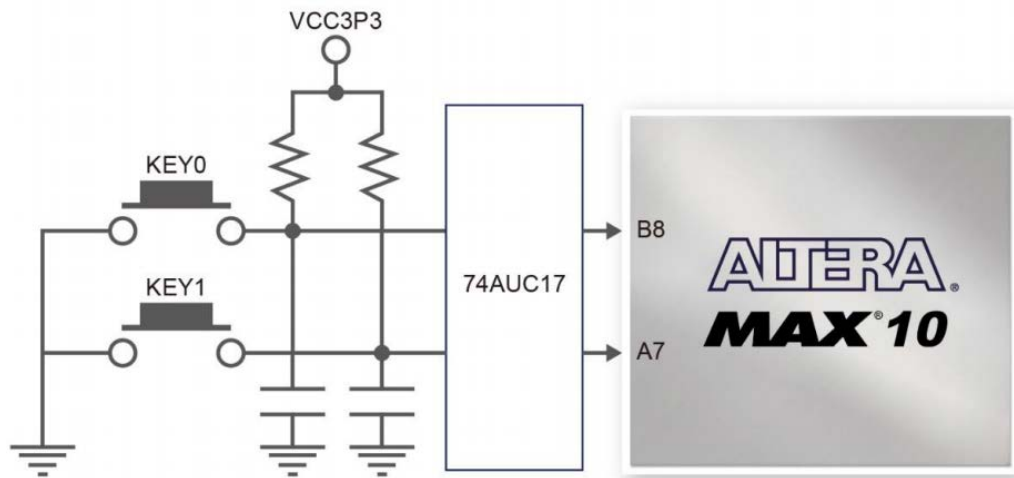 VCC3P3
KEY0
KEY1
74AUC17
B8
A7
ALTERA®
MAX®10